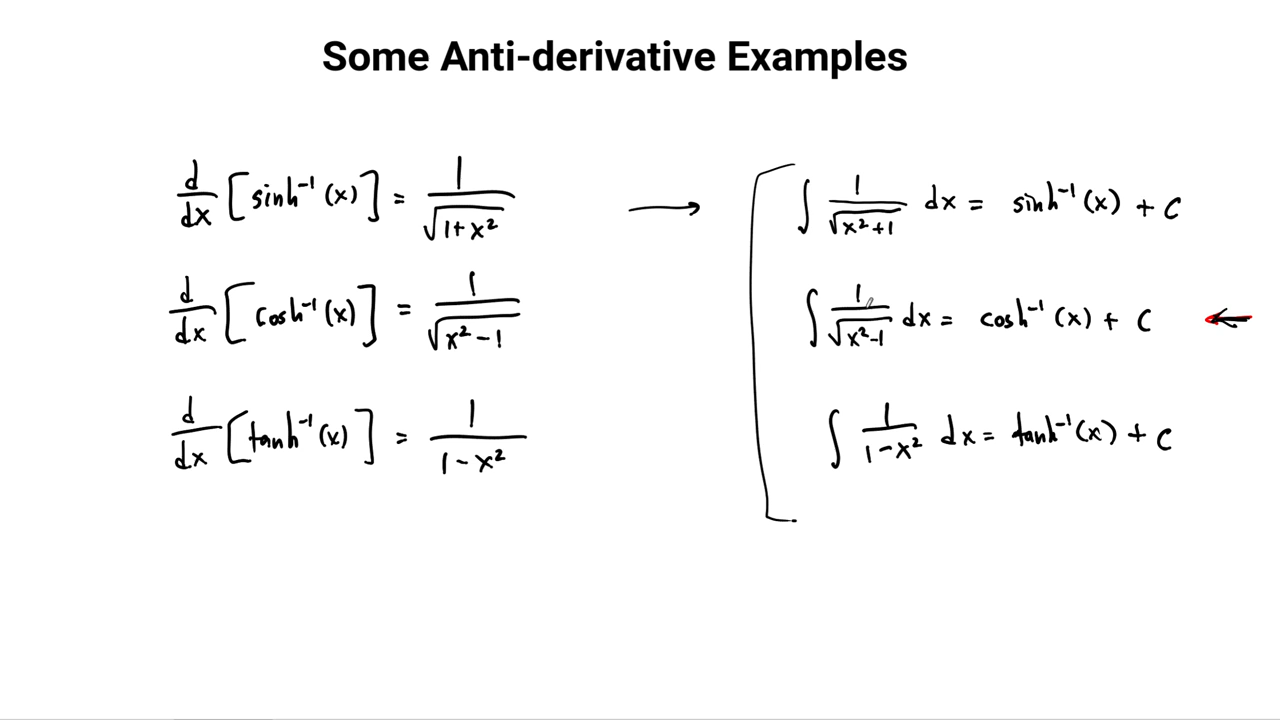 Some Anti-derivative Examples
d/dx [sinh⁻¹(x)] = 1/√(1+x²) → ∫ 1/√(x²+1) dx = sinh⁻¹(x) + C
d/dx [cosh⁻¹(x)] = 1/√(x²-1) ∫ 1/√(x²-1) dx = cosh⁻¹(x) + C ←
d/dx [tanh⁻¹(x)] = 1/(1-x²) ∫ 1/(1-x²) dx = tanh⁻¹(x) + C